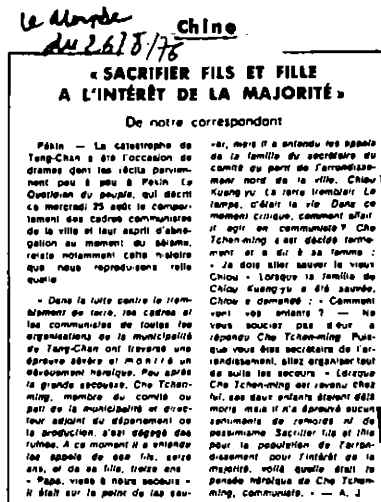 Le Monde
du 26/8/76
Chine
« SACRIFIER FILS ET FILLE
A L'INTÉRÊT DE LA MAJORITÉ »
De notre correspondant
Pékin — La catastrophe de
Tang-Chan a été l'occasion de
drames dont les récits parvien-
nent peu à peu à Pékin Le
Quotidien du peuple, qui décrit
ce mercredi 25 août le compor-
tement des cadres communistes
de la ville et leur esprit d'abné-
gation au moment du séisme,
relate notamment cette histoire
que nous reproduisons telle
quelle
« Dans la lutte contre le trem-
blement de terre, les cadres et
les communistes de toutes les
organisations de la municipalité
de Tang-Chan ont traversé une
épreuve sévère et montré un
dévouement héroïque. Peu après
la grande secousse, Che Tchen-
ming, membre du comité du
parti de la municipalité et direc-
teur adjoint du département de
la production, s'est dégagé des
ruines. A ce moment il a entendu
les appels de son fils, seize
ans, et de sa fille, treize ans
- Papa, viens à notre secours -
Il était sur le point de les sau-
ver, mais il a entendu les appels
de la famille du secrétaire du
comité du parti de l'arrondisse-
ment nord de la ville, Chiou
Kuang-yu La terre tremblait Le
temps, c'était la vie Dans ce
moment critique, comment allait-
il agir en communiste ? Che
Tchen-ming s'est décidé ferme-
ment et a dit à sa femme :
- Je dois aller sauver le vieux
Chiou - Lorsque la famille de
Chiou Kuang-yu a été sauvée,
Chiou a demandé : - Comment
vont vos enfants ? — Ne
vous souciez pas d'eux a
répondu Che Tchen-ming Puis-
que vous êtes secrétaire de l'ar-
rondissement, allez organiser tout
de suite les secours - Lorsque
Che Tchen-ming est revenu chez
lui, ses deux enfants étaient déjà
morts mais il n'a éprouvé aucun
sentiments de remords ni de
pessimisme Sacrifier fils et fille
pour la population de l'arron-
dissement pour l'intérêt de la
majorité, voilà quelle était la
pensée héroïque de Che Tchen-
ming, communiste. - — A. J